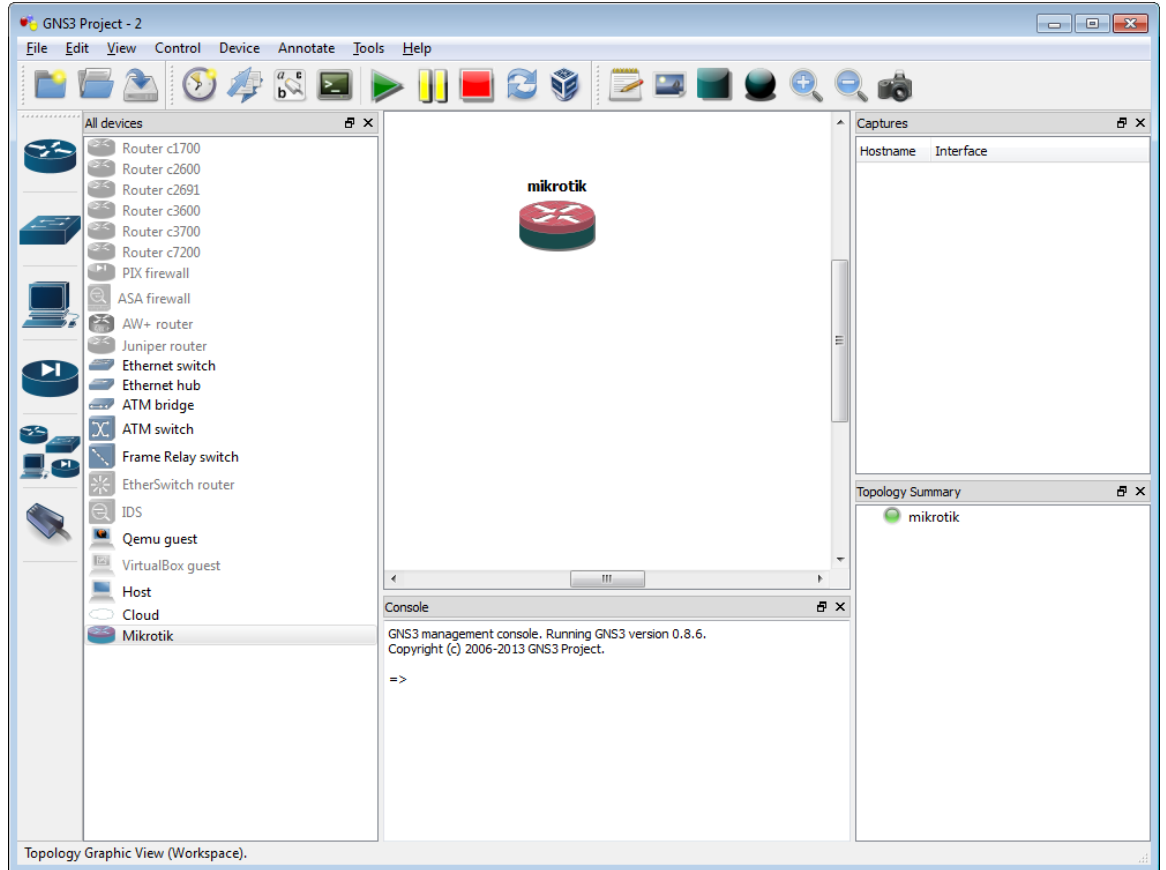 GNS3 Project - 2
File Edit View Control Device Annotate Tools Help
All devices
Router c1700
Router c2600
Router c2691
Router c3600
Router c3700
Router c7200
PIX firewall
ASA firewall
AW+ router
Juniper router
Ethernet switch
Ethernet hub
ATM bridge
ATM switch
Frame Relay switch
EtherSwitch router
IDS
Qemu guest
VirtualBox guest
Host
Cloud
Mikrotik
mikrotik
Console
GNS3 management console. Running GNS3 version 0.8.6.
Copyright (c) 2006-2013 GNS3 Project.
=>
Captures
Hostname Interface
Topology Summary
mikrotik
Topology Graphic View (Workspace).